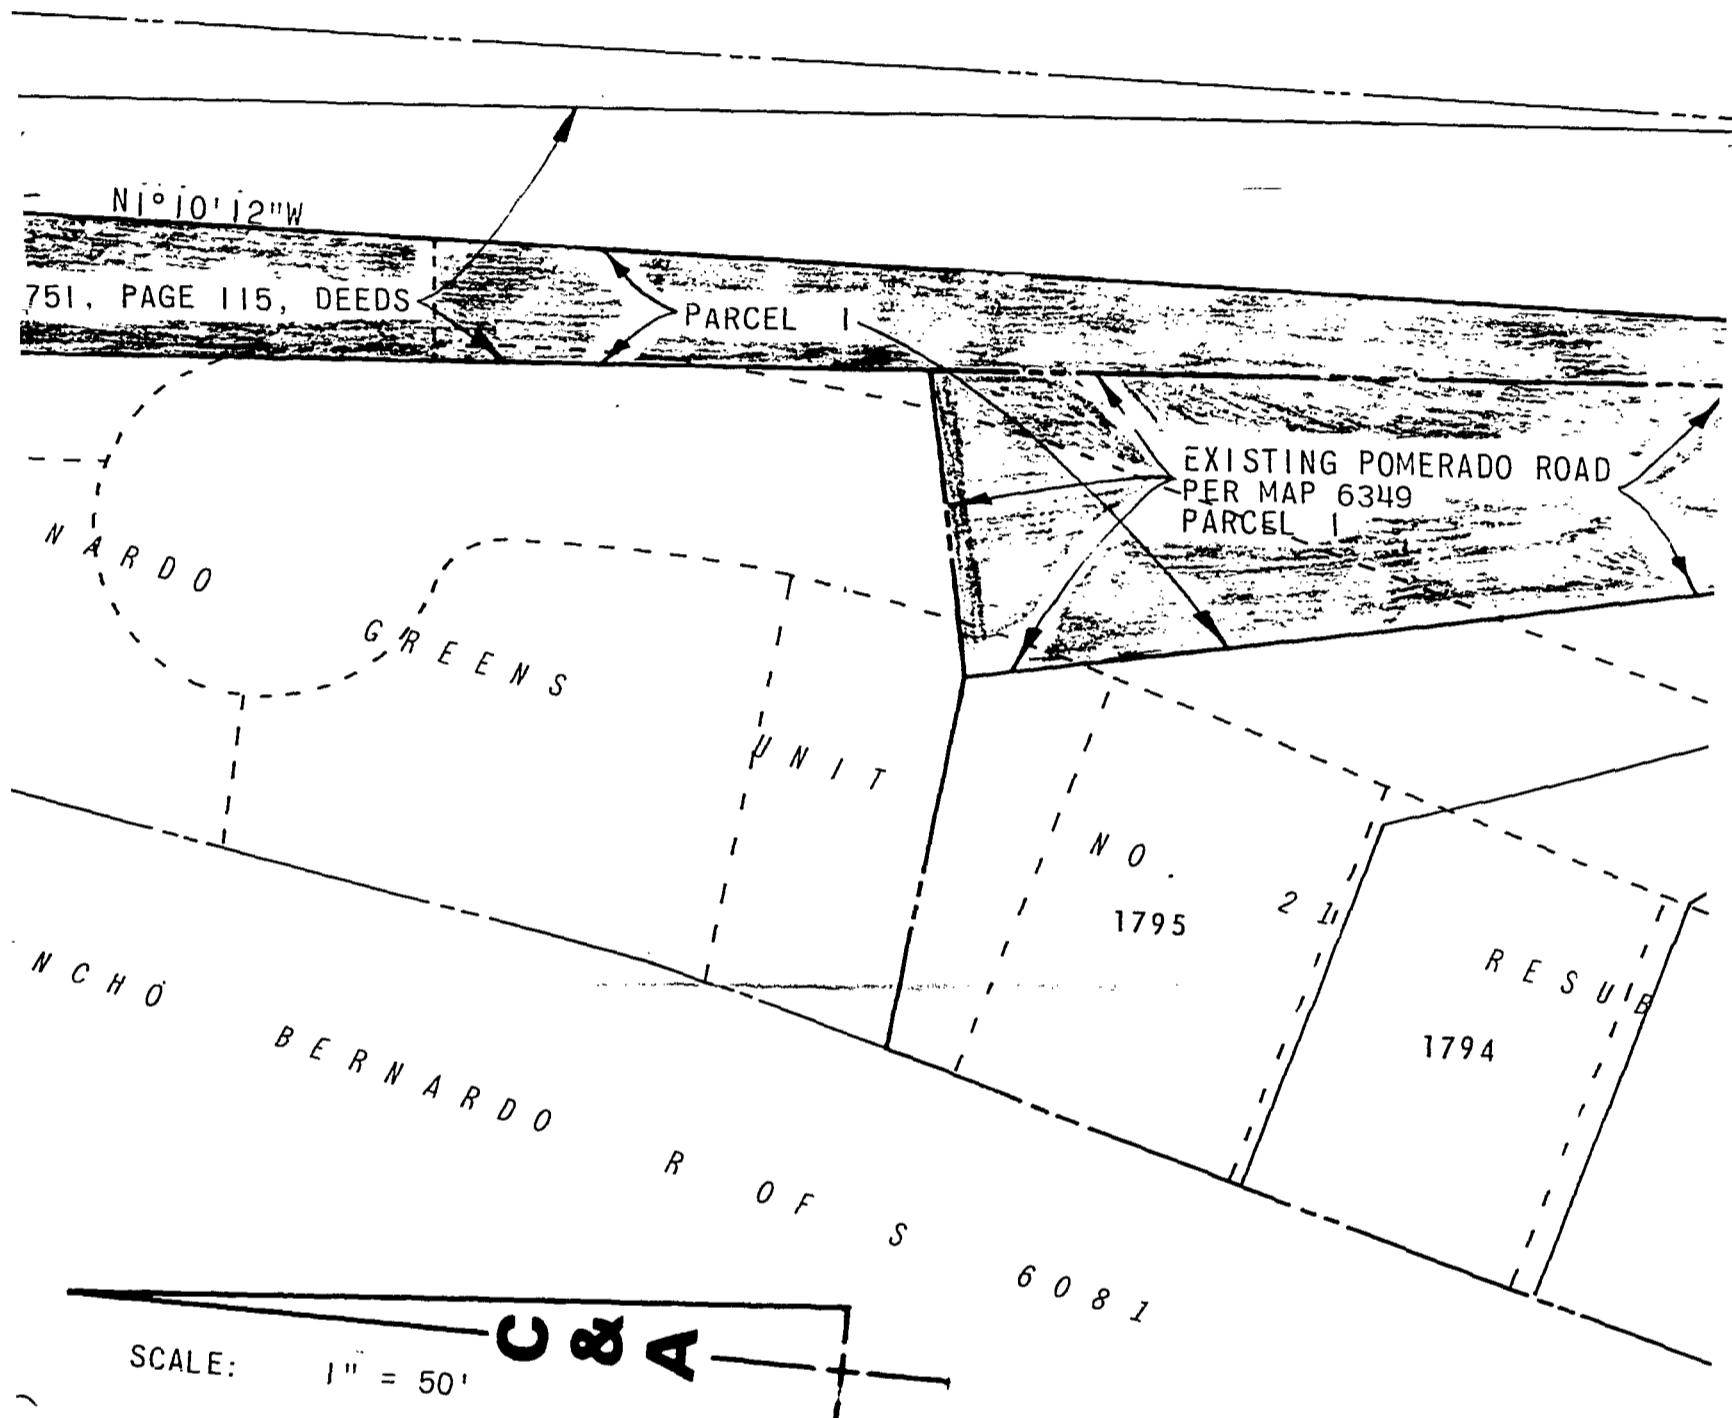 N1°10'12"W
751, PAGE 115, DEEDS
PARCEL 1
EXISTING POMERADO ROAD
PER MAP 6349
PARCEL 1
NARDO GREENS UNIT NO. 21 RESUB
1795
1794
NCHO BERNARDO R OF S 6081
C & A
SCALE: 1" = 50'